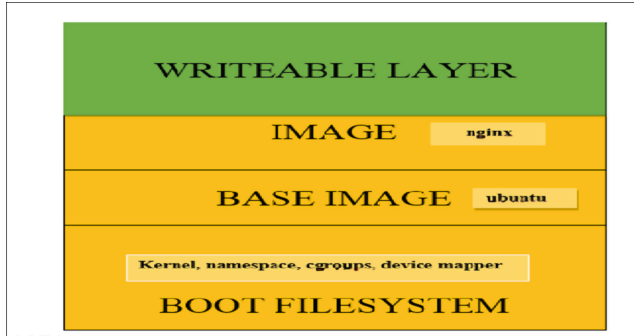 WRITEABLE LAYER
IMAGE nginx
BASE IMAGE ubuatu
Kernel, namespace, cgroups, device mapper
BOOT FILESYSTEM